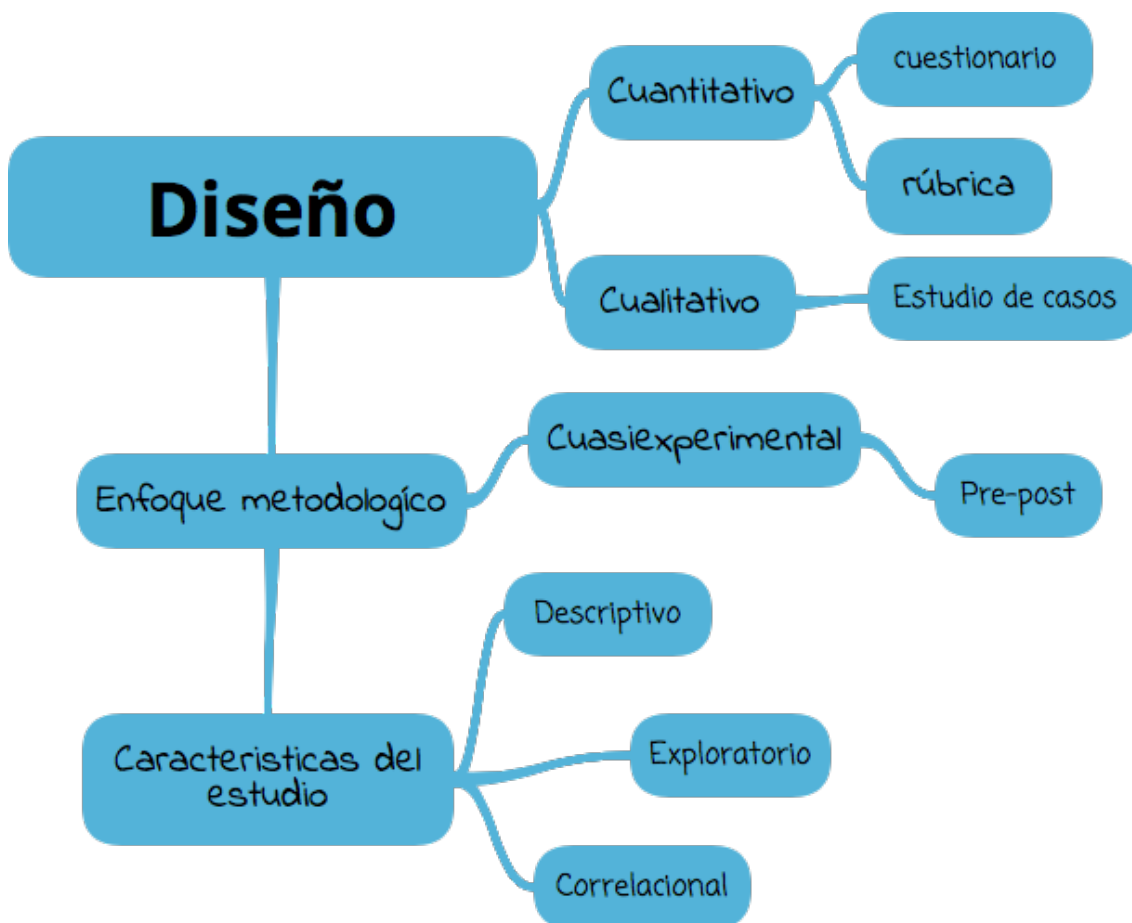 Diseño
Cuantitativo
cuestionario
rúbrica
Cualitativo
Estudio de casos
Enfoque metodologíco
Cuasiexperimental
Pre-post
Caracteristicas del
estudio
Descriptivo
Exploratorio
Correlacional